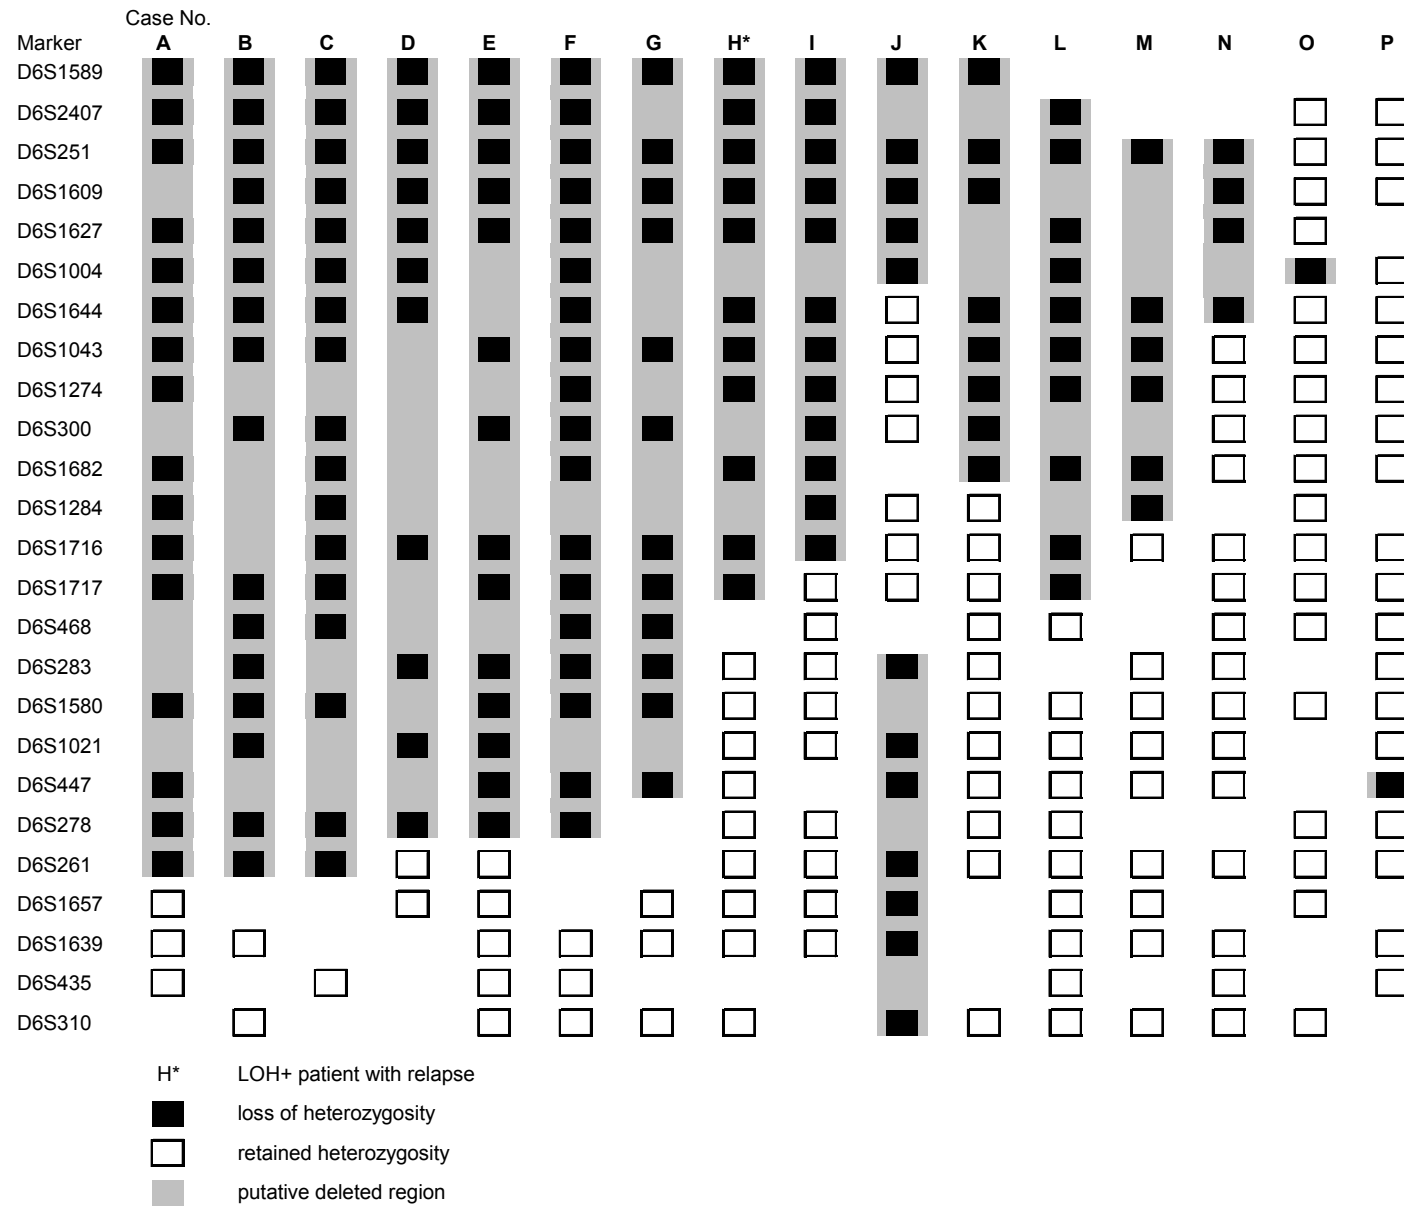 Case No.
Marker A B C D E F G H* I J K L M N O P
D6S1589
D6S2407
D6S251
D6S1609
D6S1627
D6S1004
D6S1644
D6S1043
D6S1274
D6S300
D6S1682
D6S1284
D6S1716
D6S1717
D6S468
D6S283
D6S1580
D6S1021
D6S447
D6S278
D6S261
D6S1657
D6S1639
D6S435
D6S310
H* LOH+ patient with relapse
loss of heterozygosity
retained heterozygosity
putative deleted region